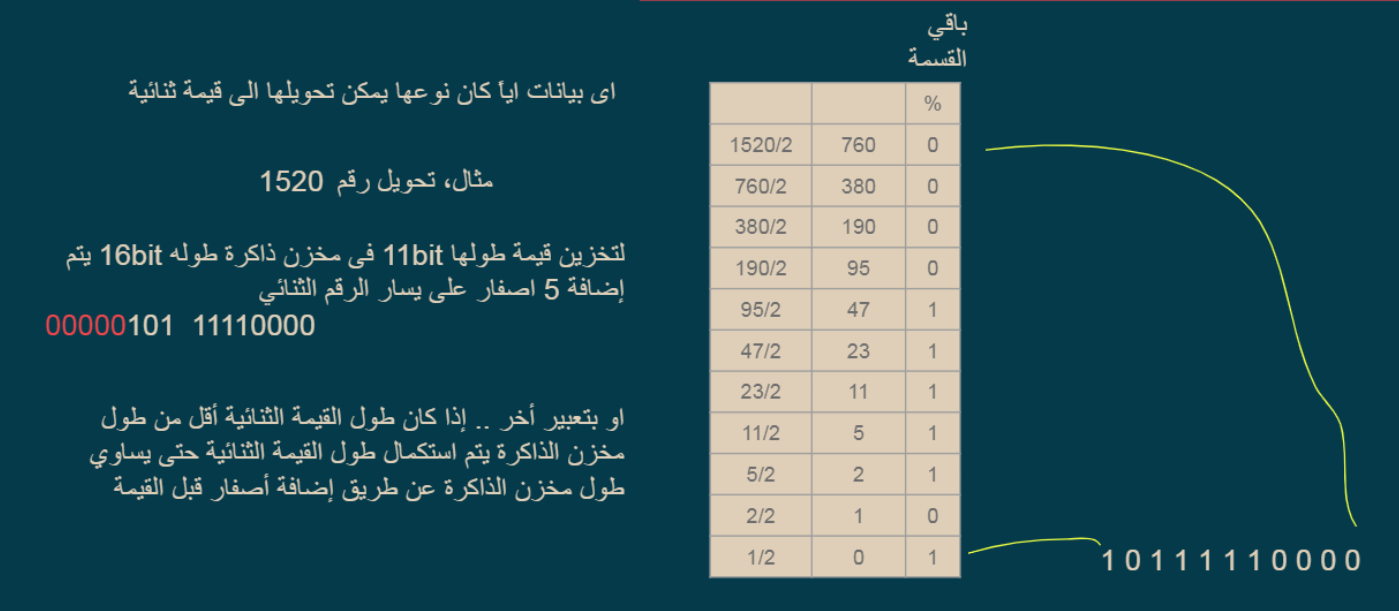 اى بيانات اياً كان نوعها يمكن تحويلها الى قيمة ثنائية
مثال، تحويل رقم 1520
لتخزين قيمة طولها 11bit فى مخزن ذاكرة طوله 16bit يتم
إضافة 5 اصفار على يسار الرقم الثنائي
00000101 11110000
او بتعبير أخر .. إذا كان طول القيمة الثنائية أقل من طول
مخزن الذاكرة يتم استكمال طول القيمة الثنائية حتى يساوي
طول مخزن الذاكرة عن طريق إضافة أصفار قبل القيمة
باقي
القسمة
%
1520/2 760 0
760/2 380 0
380/2 190 0
190/2 95 0
95/2 47 1
47/2 23 1
23/2 11 1
11/2 5 1
5/2 2 1
2/2 1 0
1/2 0 1
1 0 1 1 1 1 1 0 0 0 0